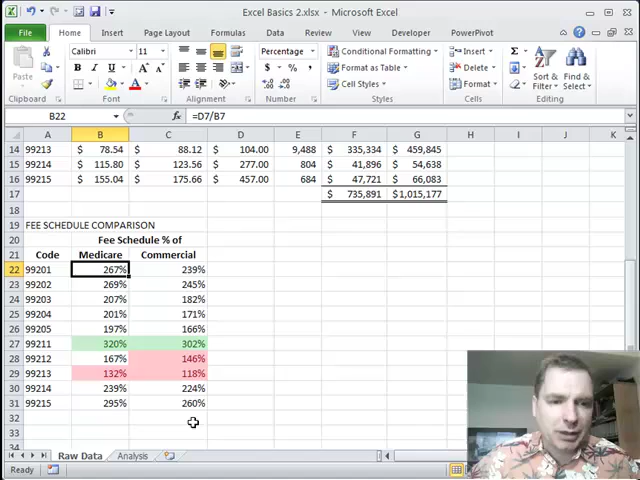 Excel Basics 2.xlsx - Microsoft Excel
File Home Insert Page Layout Formulas Data Review View Developer PowerPivot
Paste
Clipboard
Calibri 11
B I U
Font
Alignment
Percentage
$ % ,
Number
Conditional Formatting
Format as Table
Cell Styles
Styles
Insert
Delete
Format
Cells
Σ
Sort & Filter
Find & Select
Editing
B22 fx =D7/B7
A B C D E F G H I J K
14 99213 $ 78.54 $ 88.12 $ 104.00 9,488 $ 335,334 $ 459,845
15 99214 $ 115.80 $ 123.56 $ 277.00 804 $ 41,896 $ 54,638
16 99215 $ 155.04 $ 175.66 $ 457.00 684 $ 47,721 $ 66,083
17 $ 735,891 $ 1,015,177
18
19 FEE SCHEDULE COMPARISON
20 Fee Schedule % of
21 Code Medicare Commercial
22 99201 267% 239%
23 99202 269% 245%
24 99203 207% 182%
25 99204 201% 171%
26 99205 197% 166%
27 99211 320% 302%
28 99212 167% 146%
29 99213 132% 118%
30 99214 239% 224%
31 99215 295% 260%
32
33
34
Raw Data Analysis
Ready